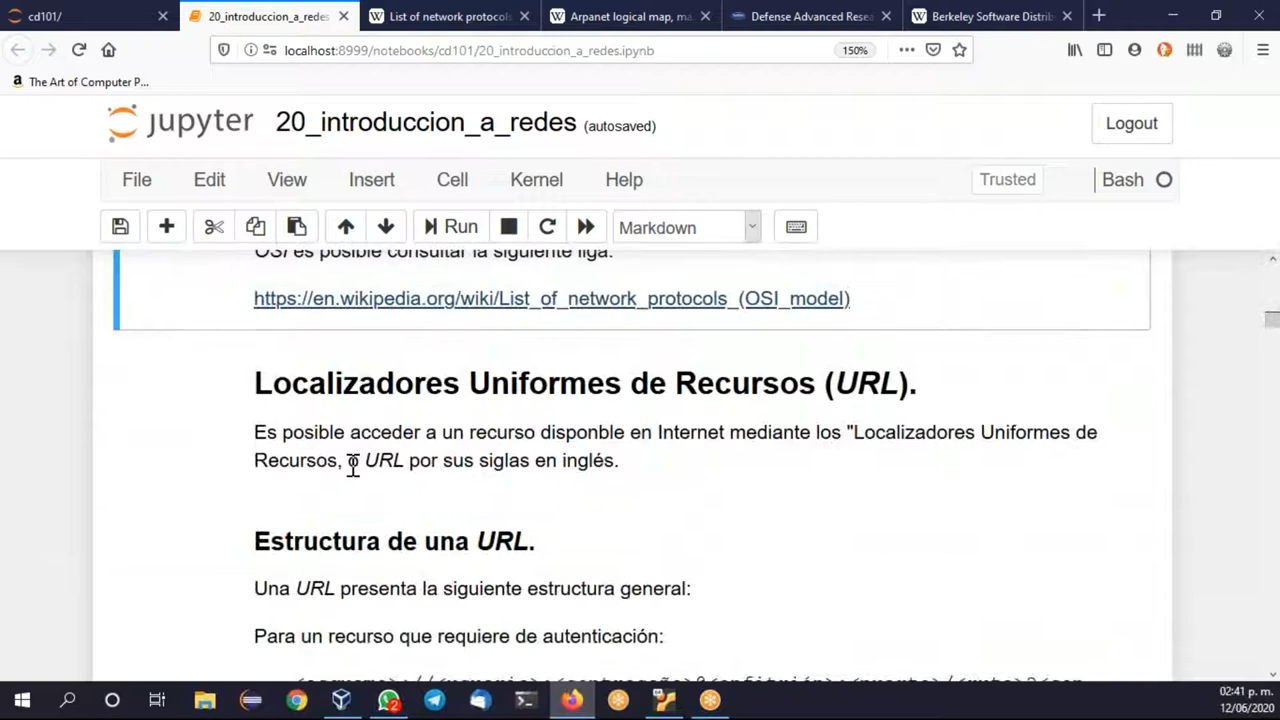 cd101/
20_introduccion_a_redes
List of network protocols
Arpanet logical map, ma
Defense Advanced Resea
Berkeley Software Distrib
localhost:8999/notebooks/cd101/20_introduccion_a_redes.ipynb
150%
The Art of Computer P...
jupyter
20_introduccion_a_redes (autosaved)
Logout
File Edit View Insert Cell Kernel Help
Trusted
Bash
Run
Markdown
OSI es posible consultar la siguiente liga:
https://en.wikipedia.org/wiki/List_of_network_protocols_(OSI_model)
Localizadores Uniformes de Recursos (URL).
Es posible acceder a un recurso disponble en Internet mediante los "Localizadores Uniformes de
Recursos, o URL por sus siglas en inglés.
Estructura de una URL.
Una URL presenta la siguiente estructura general:
Para un recurso que requiere de autenticación:
2
02:41 p. m.
12/06/2020